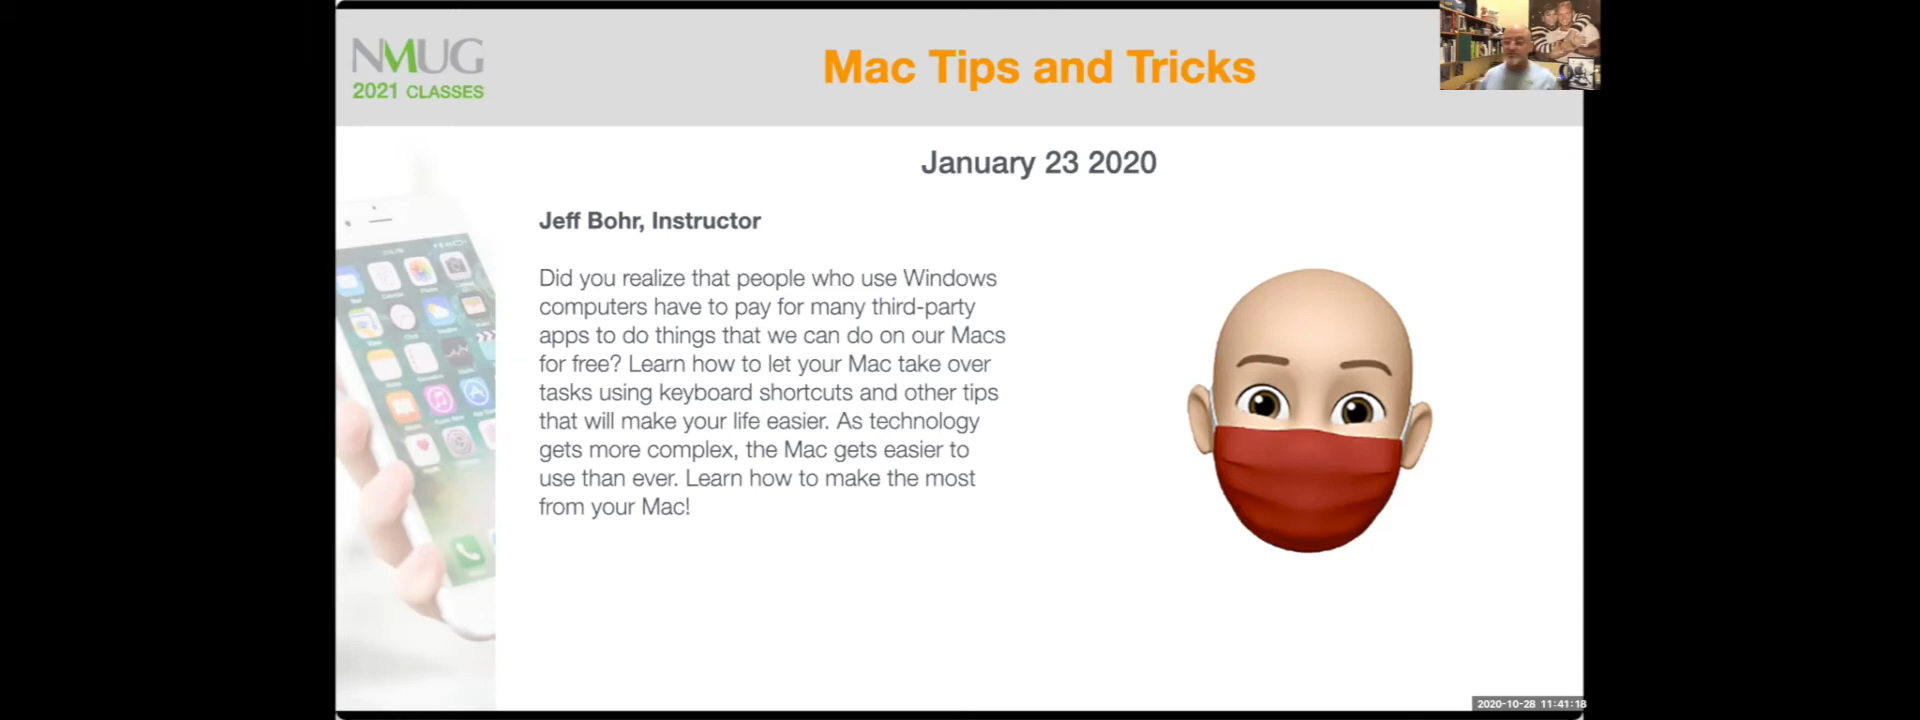 NMUG
2021 CLASSES
Mac Tips and Tricks
January 23 2020
Jeff Bohr, Instructor
Did you realize that people who use Windows
computers have to pay for many third-party
apps to do things that we can do on our Macs
for free? Learn how to let your Mac take over
tasks using keyboard shortcuts and other tips
that will make your life easier. As technology
gets more complex, the Mac gets easier to
use than ever. Learn how to make the most
from your Mac!
2020-10-28 11:41:18